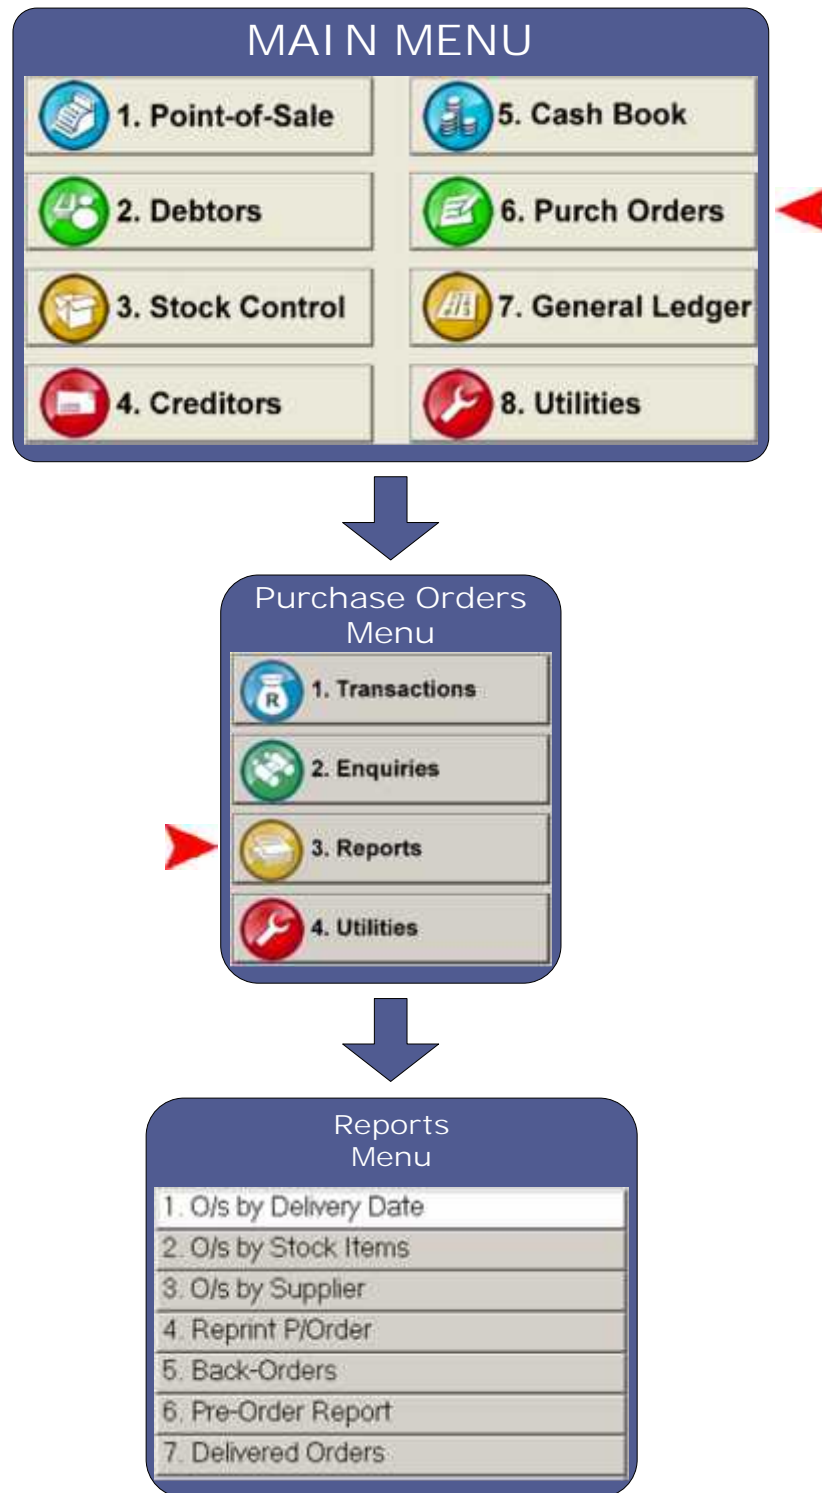 MAIN MENU
1. Point-of-Sale
5. Cash Book
2. Debtors
6. Purch Orders
3. Stock Control
7. General Ledger
4. Creditors
8. Utilities
Purchase Orders
Menu
R
1. Transactions
2. Enquiries
3. Reports
4. Utilities
Reports
Menu
1. O/s by Delivery Date
2. O/s by Stock Items
3. O/s by Supplier
4. Reprint P/Order
5. Back-Orders
6. Pre-Order Report
7. Delivered Orders